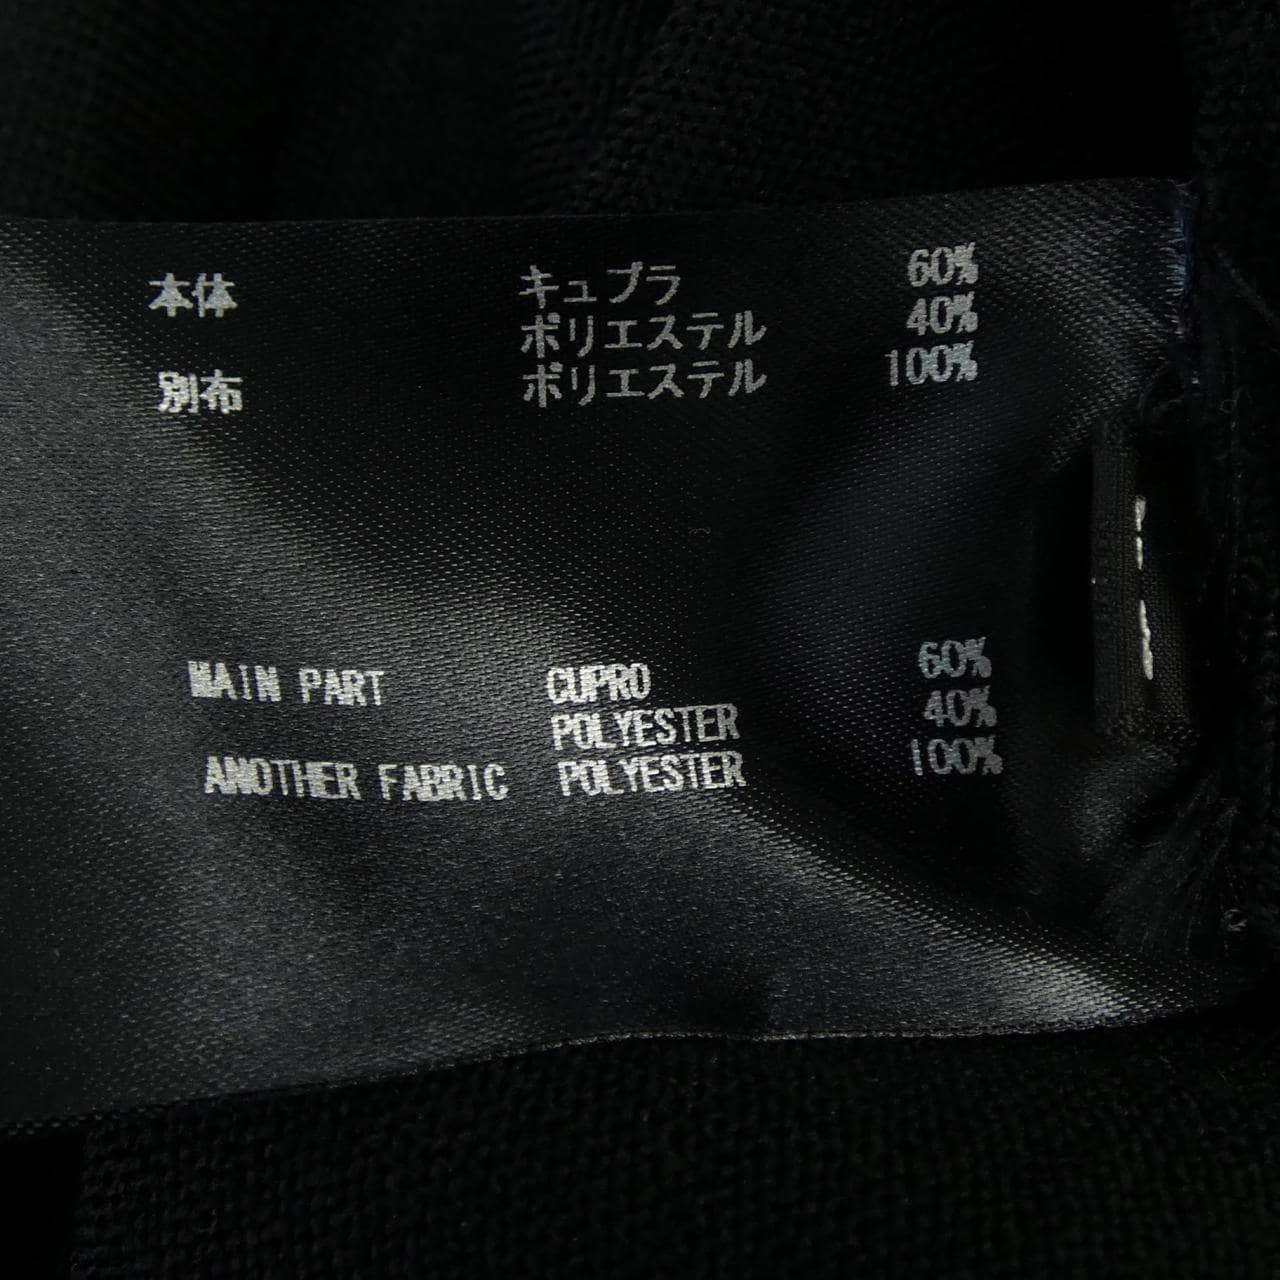 本体 キュプラ 60%
ポリエステル 40%
別布 ポリエステル 100%
MAIN PART CUPRO 60%
POLYESTER 40%
ANOTHER FABRIC POLYESTER 100%